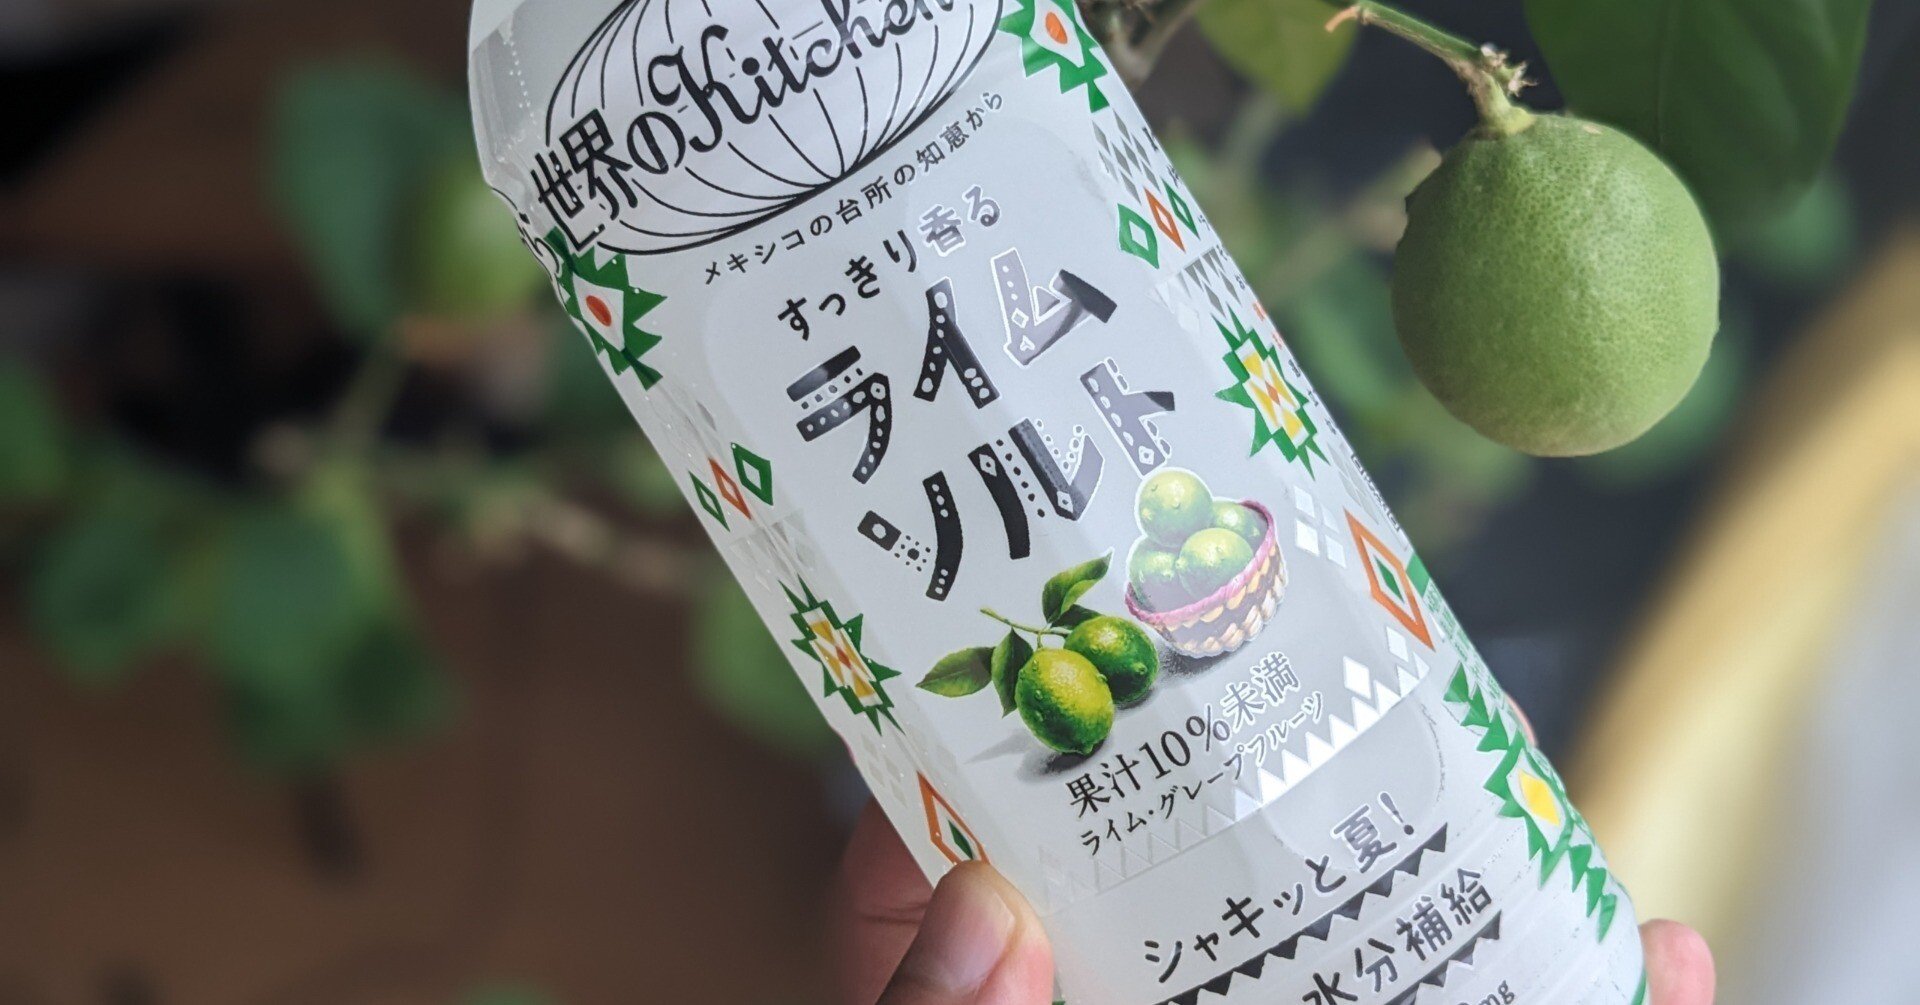 世界のKitchen
メキシコの台所の知恵から
すっきり香る
ライム
ソルト
果汁10%未満
ライム・グレープフルーツ
シャキッと夏!
水分補給
mg